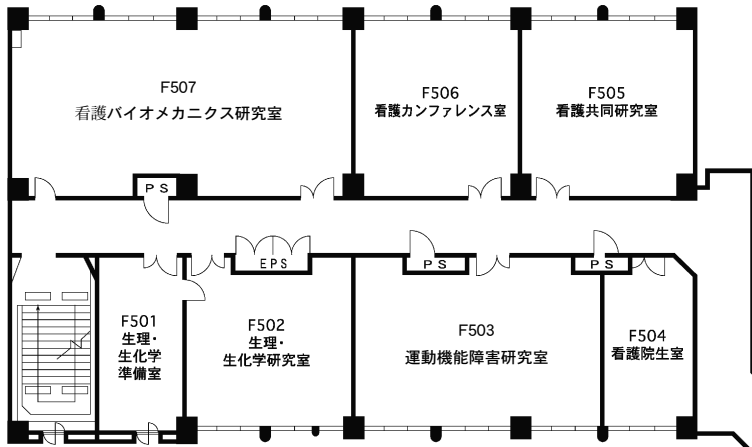 F507
看護バイオメカニクス研究室
F506
看護カンファレンス室
F505
看護共同研究室
PS
EPS
PS
PS
F501
生理・
生化学
準備室
F502
生理・
生化学研究室
F503
運動機能障害研究室
F504
看護院生室